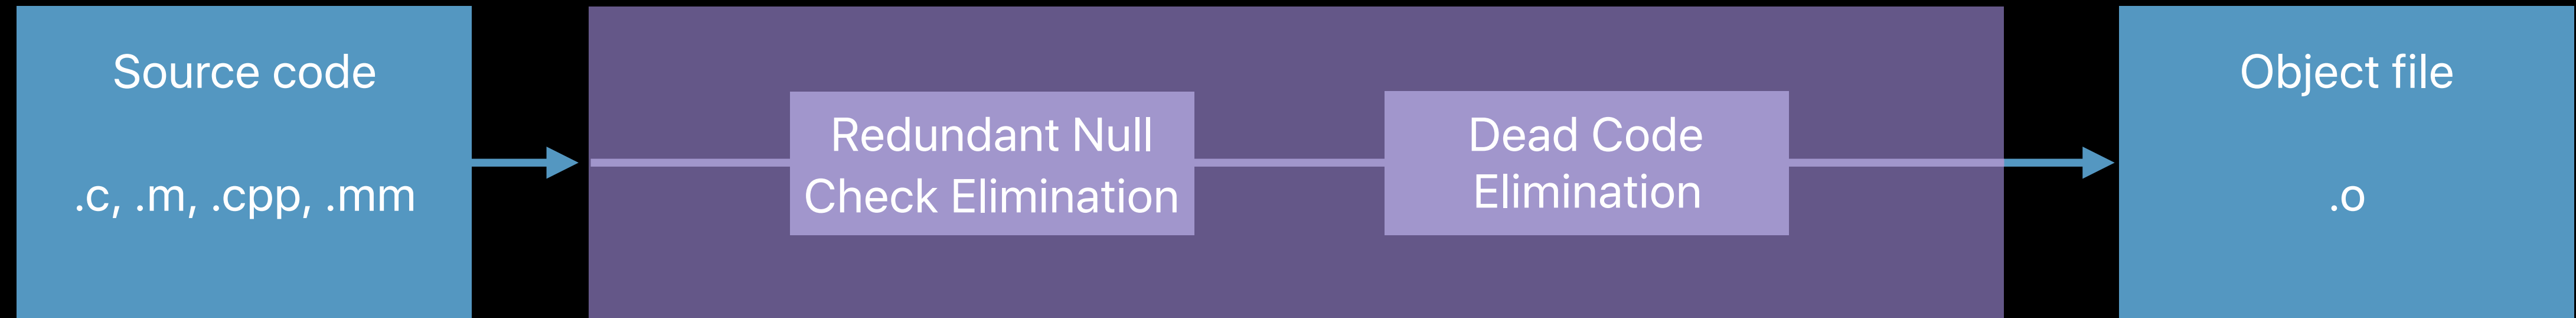 Source code
.c, .m, .cpp, .mm
Redundant Null
Check Elimination
Dead Code
Elimination
Object file
.o